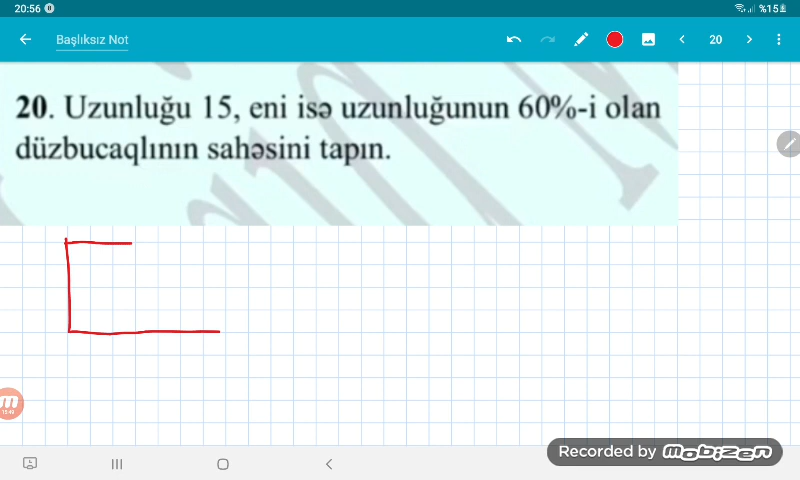 20:56
%15
Başlıksız Not
20
20. Uzunluğu 15, eni isə uzunluğunun 60%-i olan
düzbucaqlının sahəsini tapın.
Recorded by mobizen